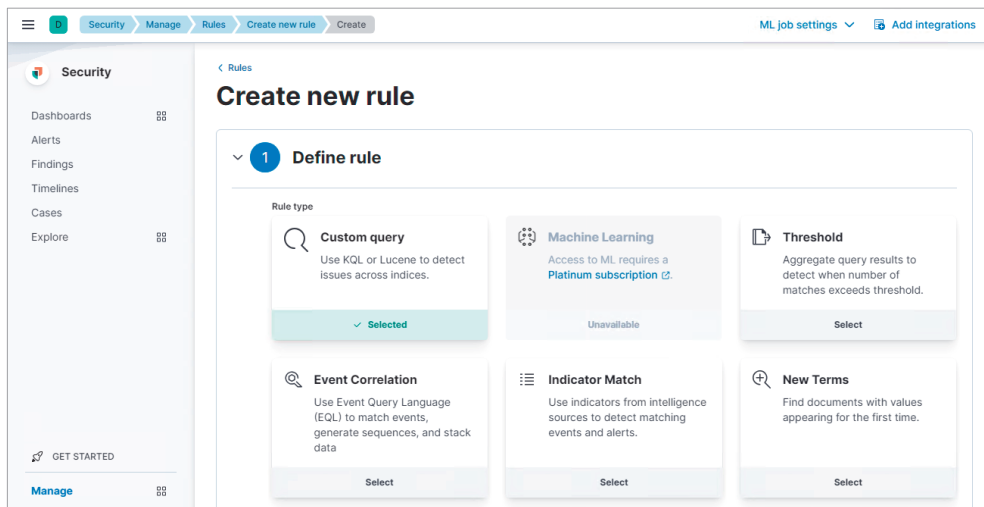 D Security Manage Rules Create new rule Create ML job settings Add integrations
Security
Dashboards
Alerts
Findings
Timelines
Cases
Explore
GET STARTED
Manage
Rules
Create new rule
1 Define rule
Rule type
Custom query
Use KQL or Lucene to detect
issues across indices.
Selected
Machine Learning
Access to ML requires a
Platinum subscription.
Unavailable
Threshold
Aggregate query results to
detect when number of
matches exceeds threshold.
Select
Event Correlation
Use Event Query Language
(EQL) to match events,
generate sequences, and stack
data
Select
Indicator Match
Use indicators from intelligence
sources to detect matching
events and alerts.
Select
New Terms
Find documents with values
appearing for the first time.
Select